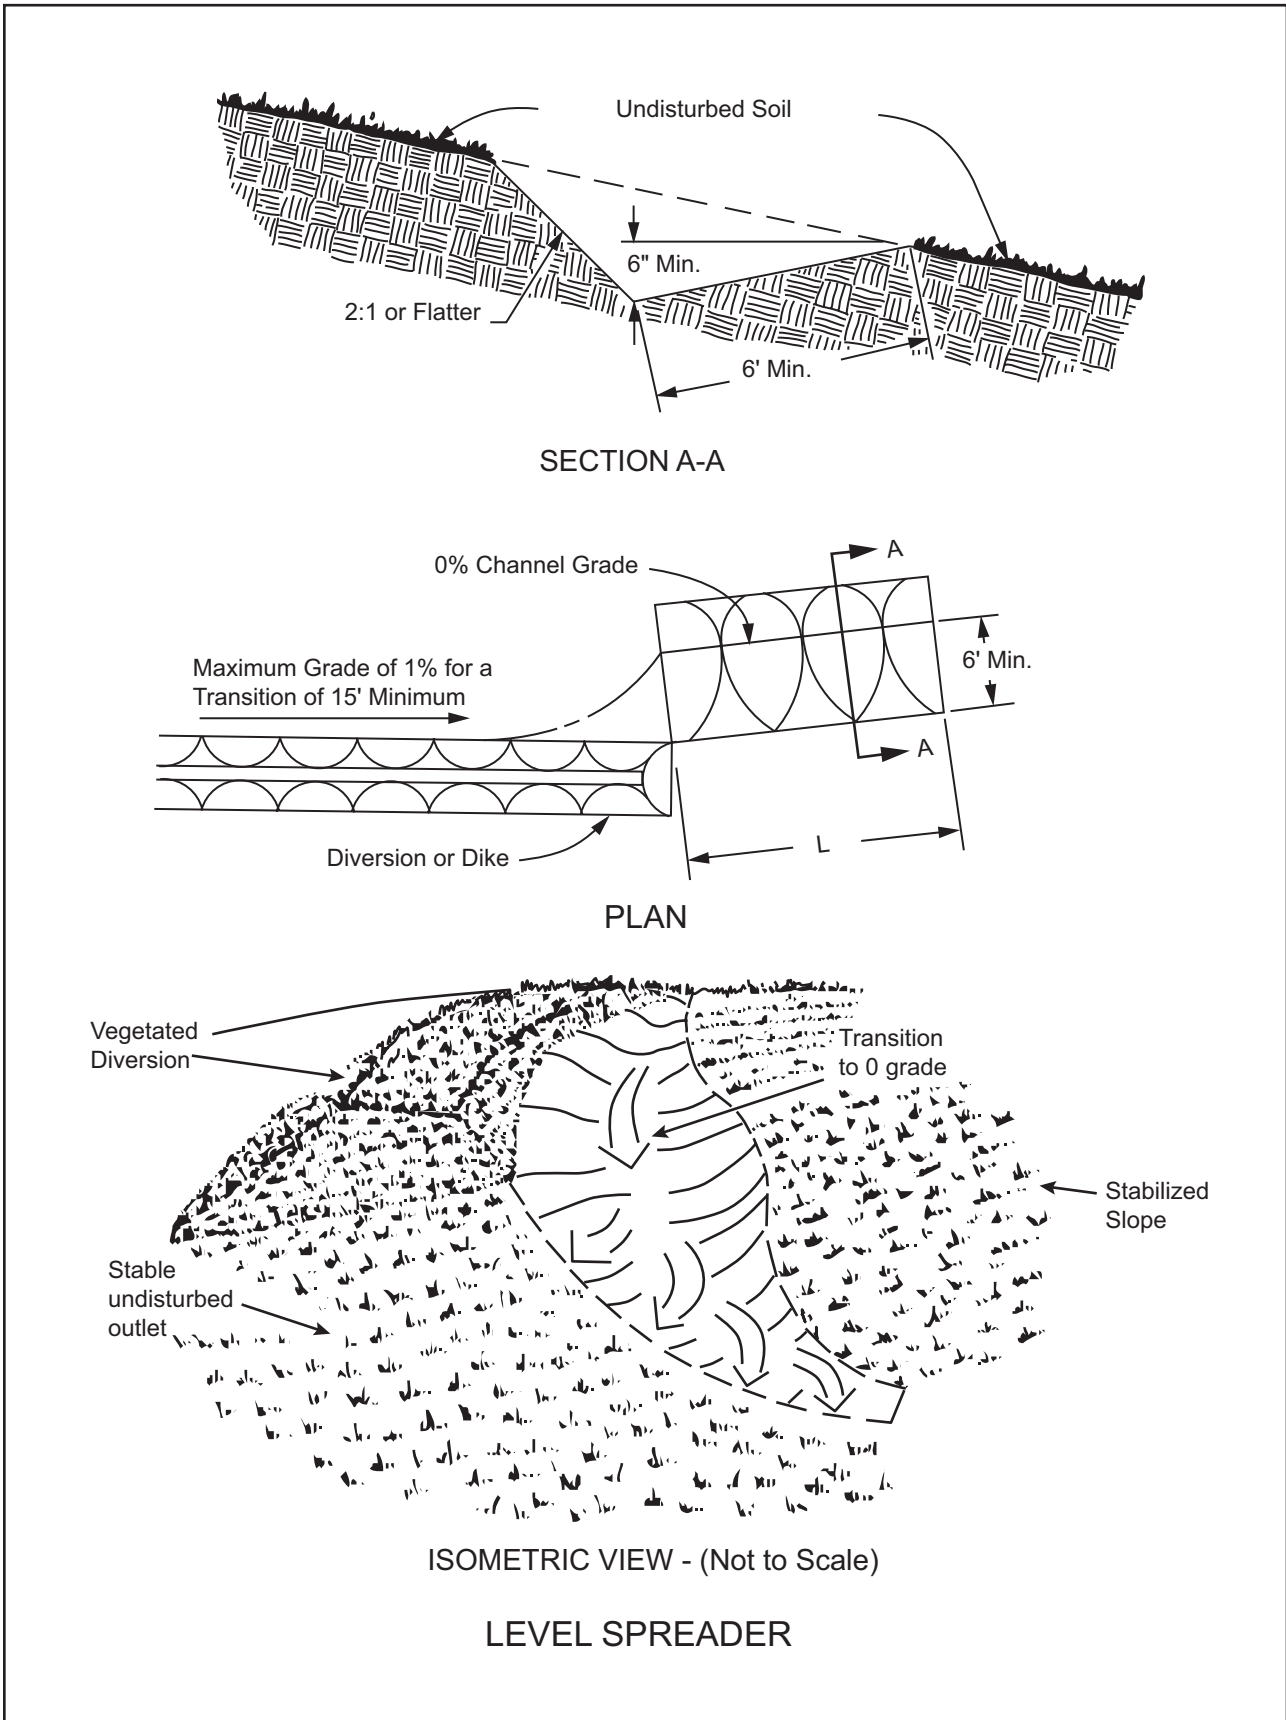 Undisturbed Soil
6" Min.
2:1 or Flatter
6' Min.
SECTION A-A
A
0% Channel Grade
6' Min.
Maximum Grade of 1% for a
Transition of 15' Minimum
A
L
Diversion or Dike
PLAN
Vegetated
Diversion
Transition
to 0 grade
Stabilized
Slope
Stable
undisturbed
outlet
ISOMETRIC VIEW - (Not to Scale)
LEVEL SPREADER